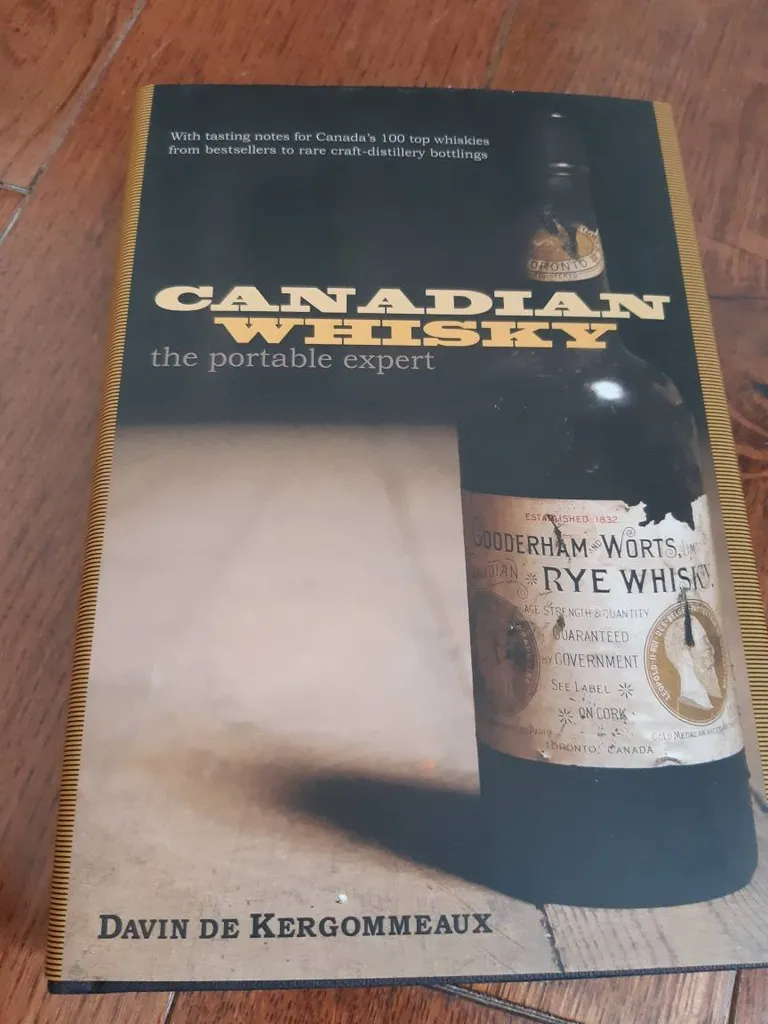 With tasting notes for Canada's 100 top whiskies
from bestsellers to rare craft-distillery bottlings
CANADIAN
WHISKY
the portable expert
ESTABLISHED 1832
GOODERHAM AND WORTS,
RYE WHISKY.
AGE STRENGTH & QUANTITY
GUARANTEED
BY GOVERNMENT
SEE LABEL
ON CORK
TORONTO, CANADA
DAVIN DE KERGOMMEAUX